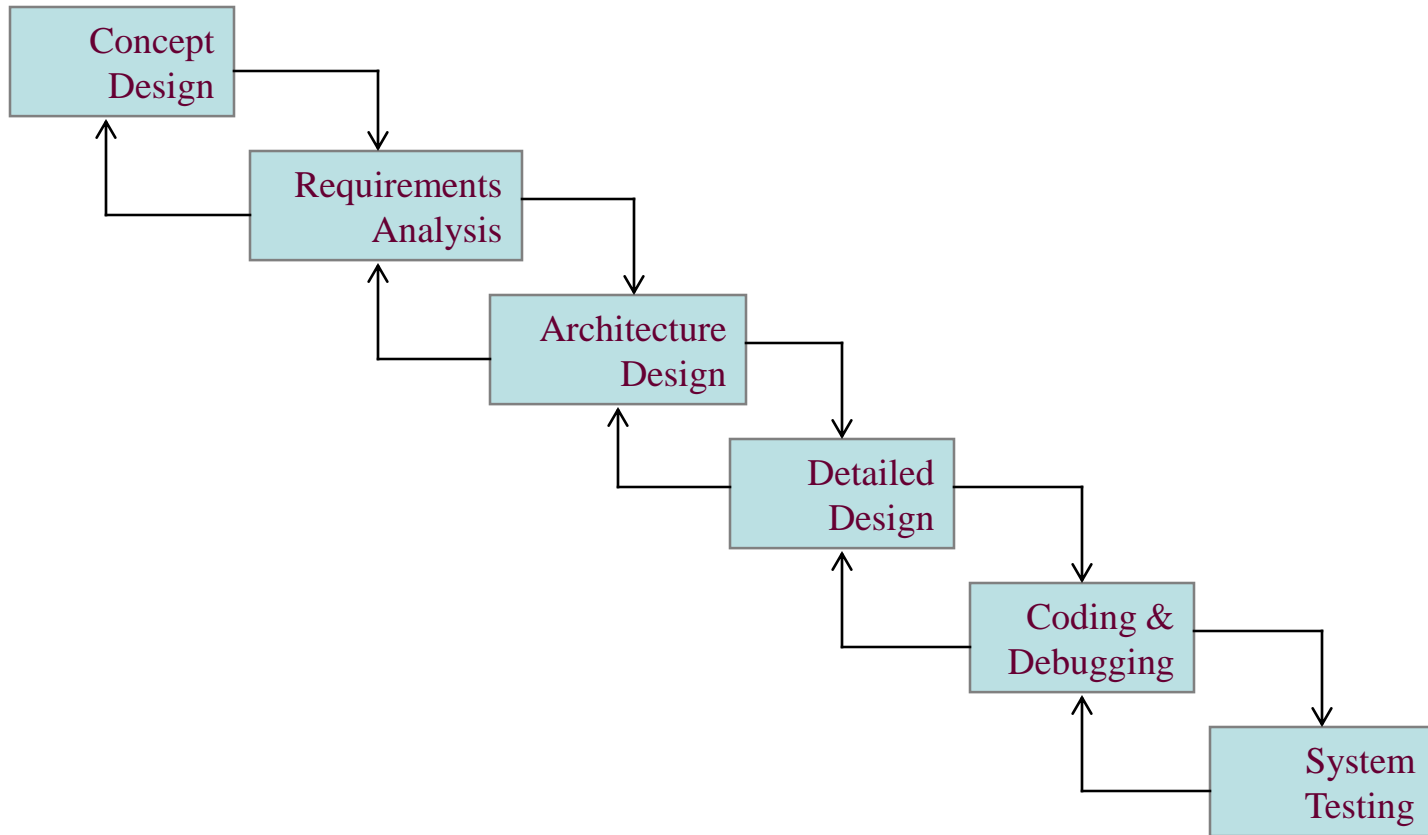 Concept
Design
Requirements
Analysis
Architecture
Design
Detailed
Design
Coding &
Debugging
System
Testing